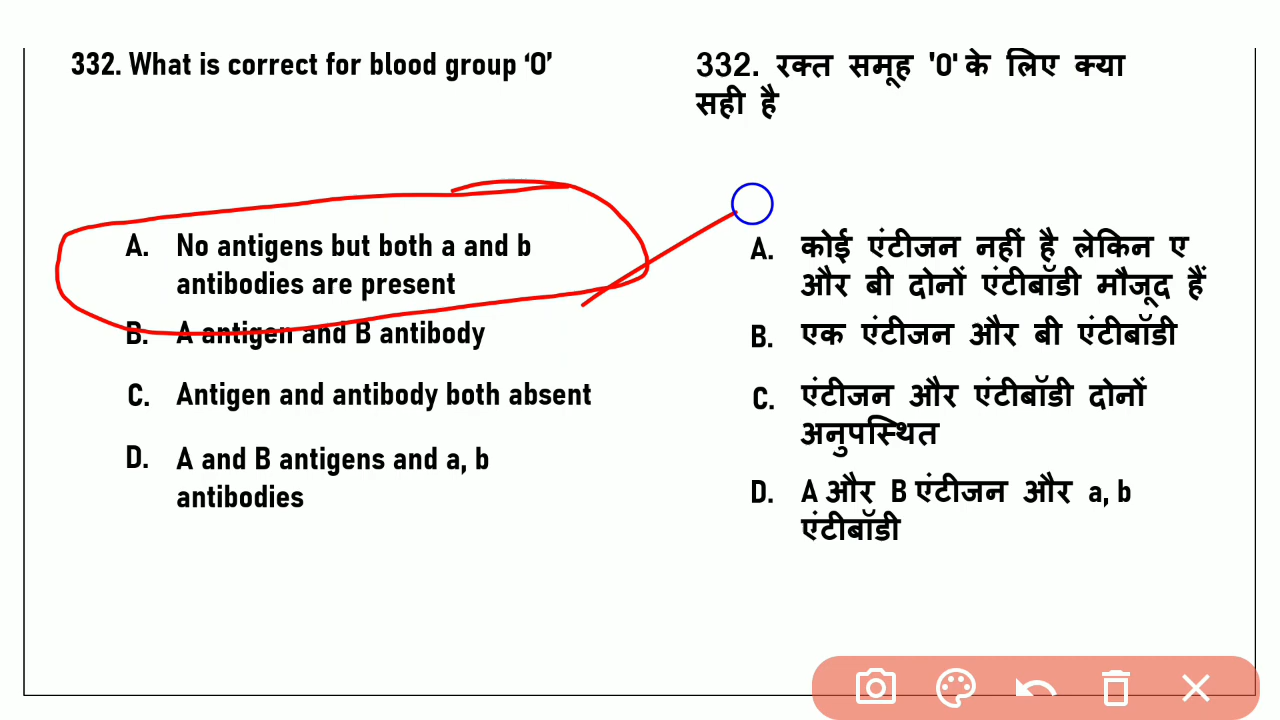 332. What is correct for blood group ‘O’
A. No antigens but both a and b
antibodies are present
B. A antigen and B antibody
C. Antigen and antibody both absent
D. A and B antigens and a, b
antibodies
332. रक्त समूह 'O' के लिए क्या
सही है
A. कोई एंटीजन नहीं है लेकिन ए
और बी दोनों एंटीबॉडी मौजूद हैं
B. एक एंटीजन और बी एंटीबॉडी
C. एंटीजन और एंटीबॉडी दोनों
अनुपस्थित
D. A और B एंटीजन और a, b
एंटीबॉडी